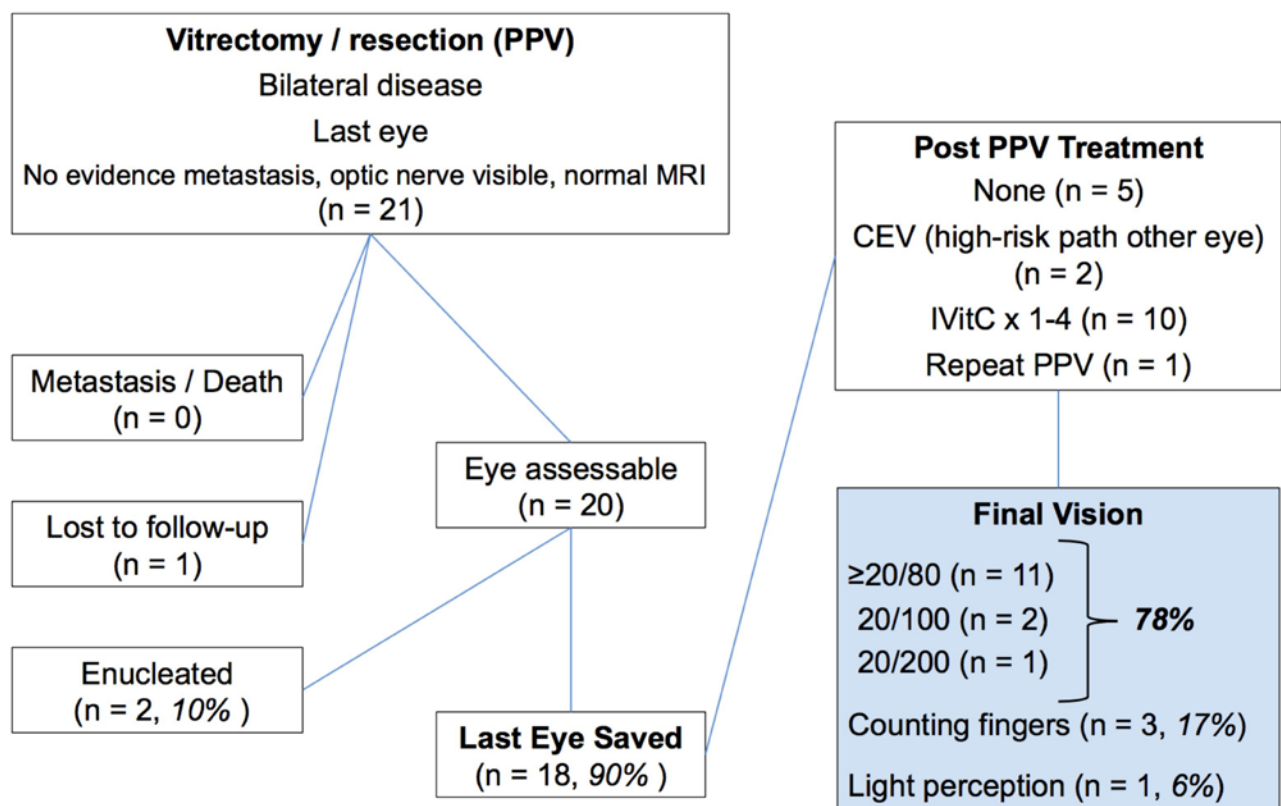 Vitrectomy / resection (PPV)
Bilateral disease
Last eye
No evidence metastasis, optic nerve visible, normal MRI
(n = 21)
Metastasis / Death
(n = 0)
Lost to follow-up
(n = 1)
Eye assessable
(n = 20)
Enucleated
(n = 2, 10% )
Last Eye Saved
(n = 18, 90% )
Post PPV Treatment
None (n = 5)
CEV (high-risk path other eye)
(n = 2)
IVitC x 1-4 (n = 10)
Repeat PPV (n = 1)
Final Vision
≥20/80 (n = 11)
20/100 (n = 2)
20/200 (n = 1)
78%
Counting fingers (n = 3, 17%)
Light perception (n = 1, 6%)